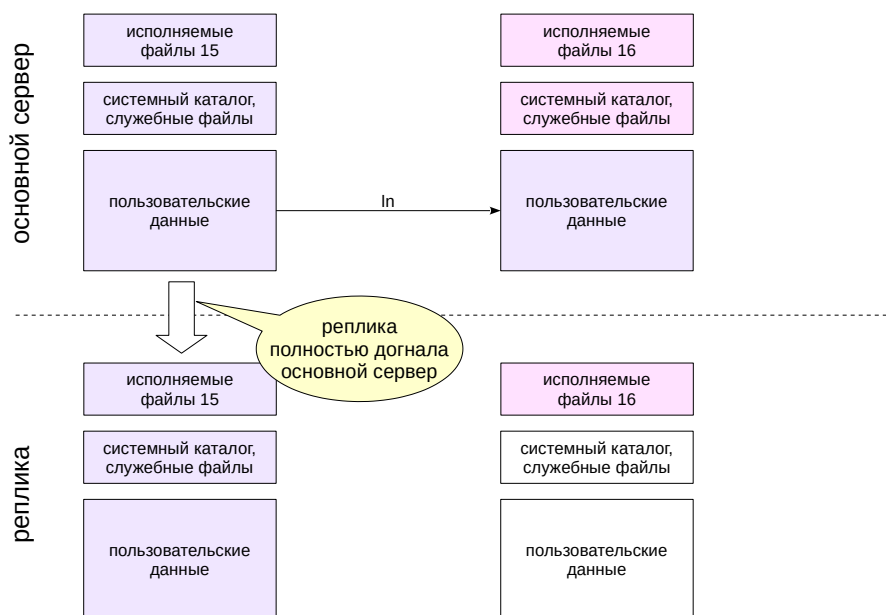 основной сервер
исполняемые
файлы 15
исполняемые
файлы 16
системный каталог,
служебные файлы
системный каталог,
служебные файлы
пользовательские
данные
ln
пользовательские
данные
реплика
полностью догнала
основной сервер
реплика
исполняемые
файлы 15
исполняемые
файлы 16
системный каталог,
служебные файлы
системный каталог,
служебные файлы
пользовательские
данные
пользовательские
данные